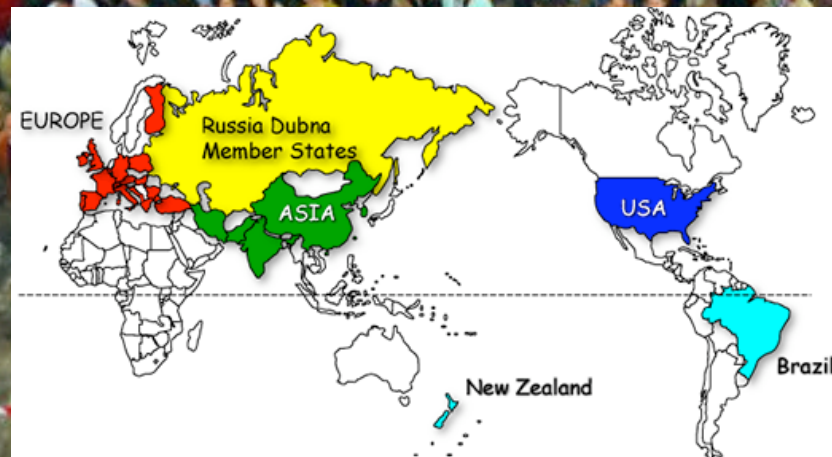 EUROPE
Russia Dubna
Member States
ASIA
USA
New Zealand
Brazil